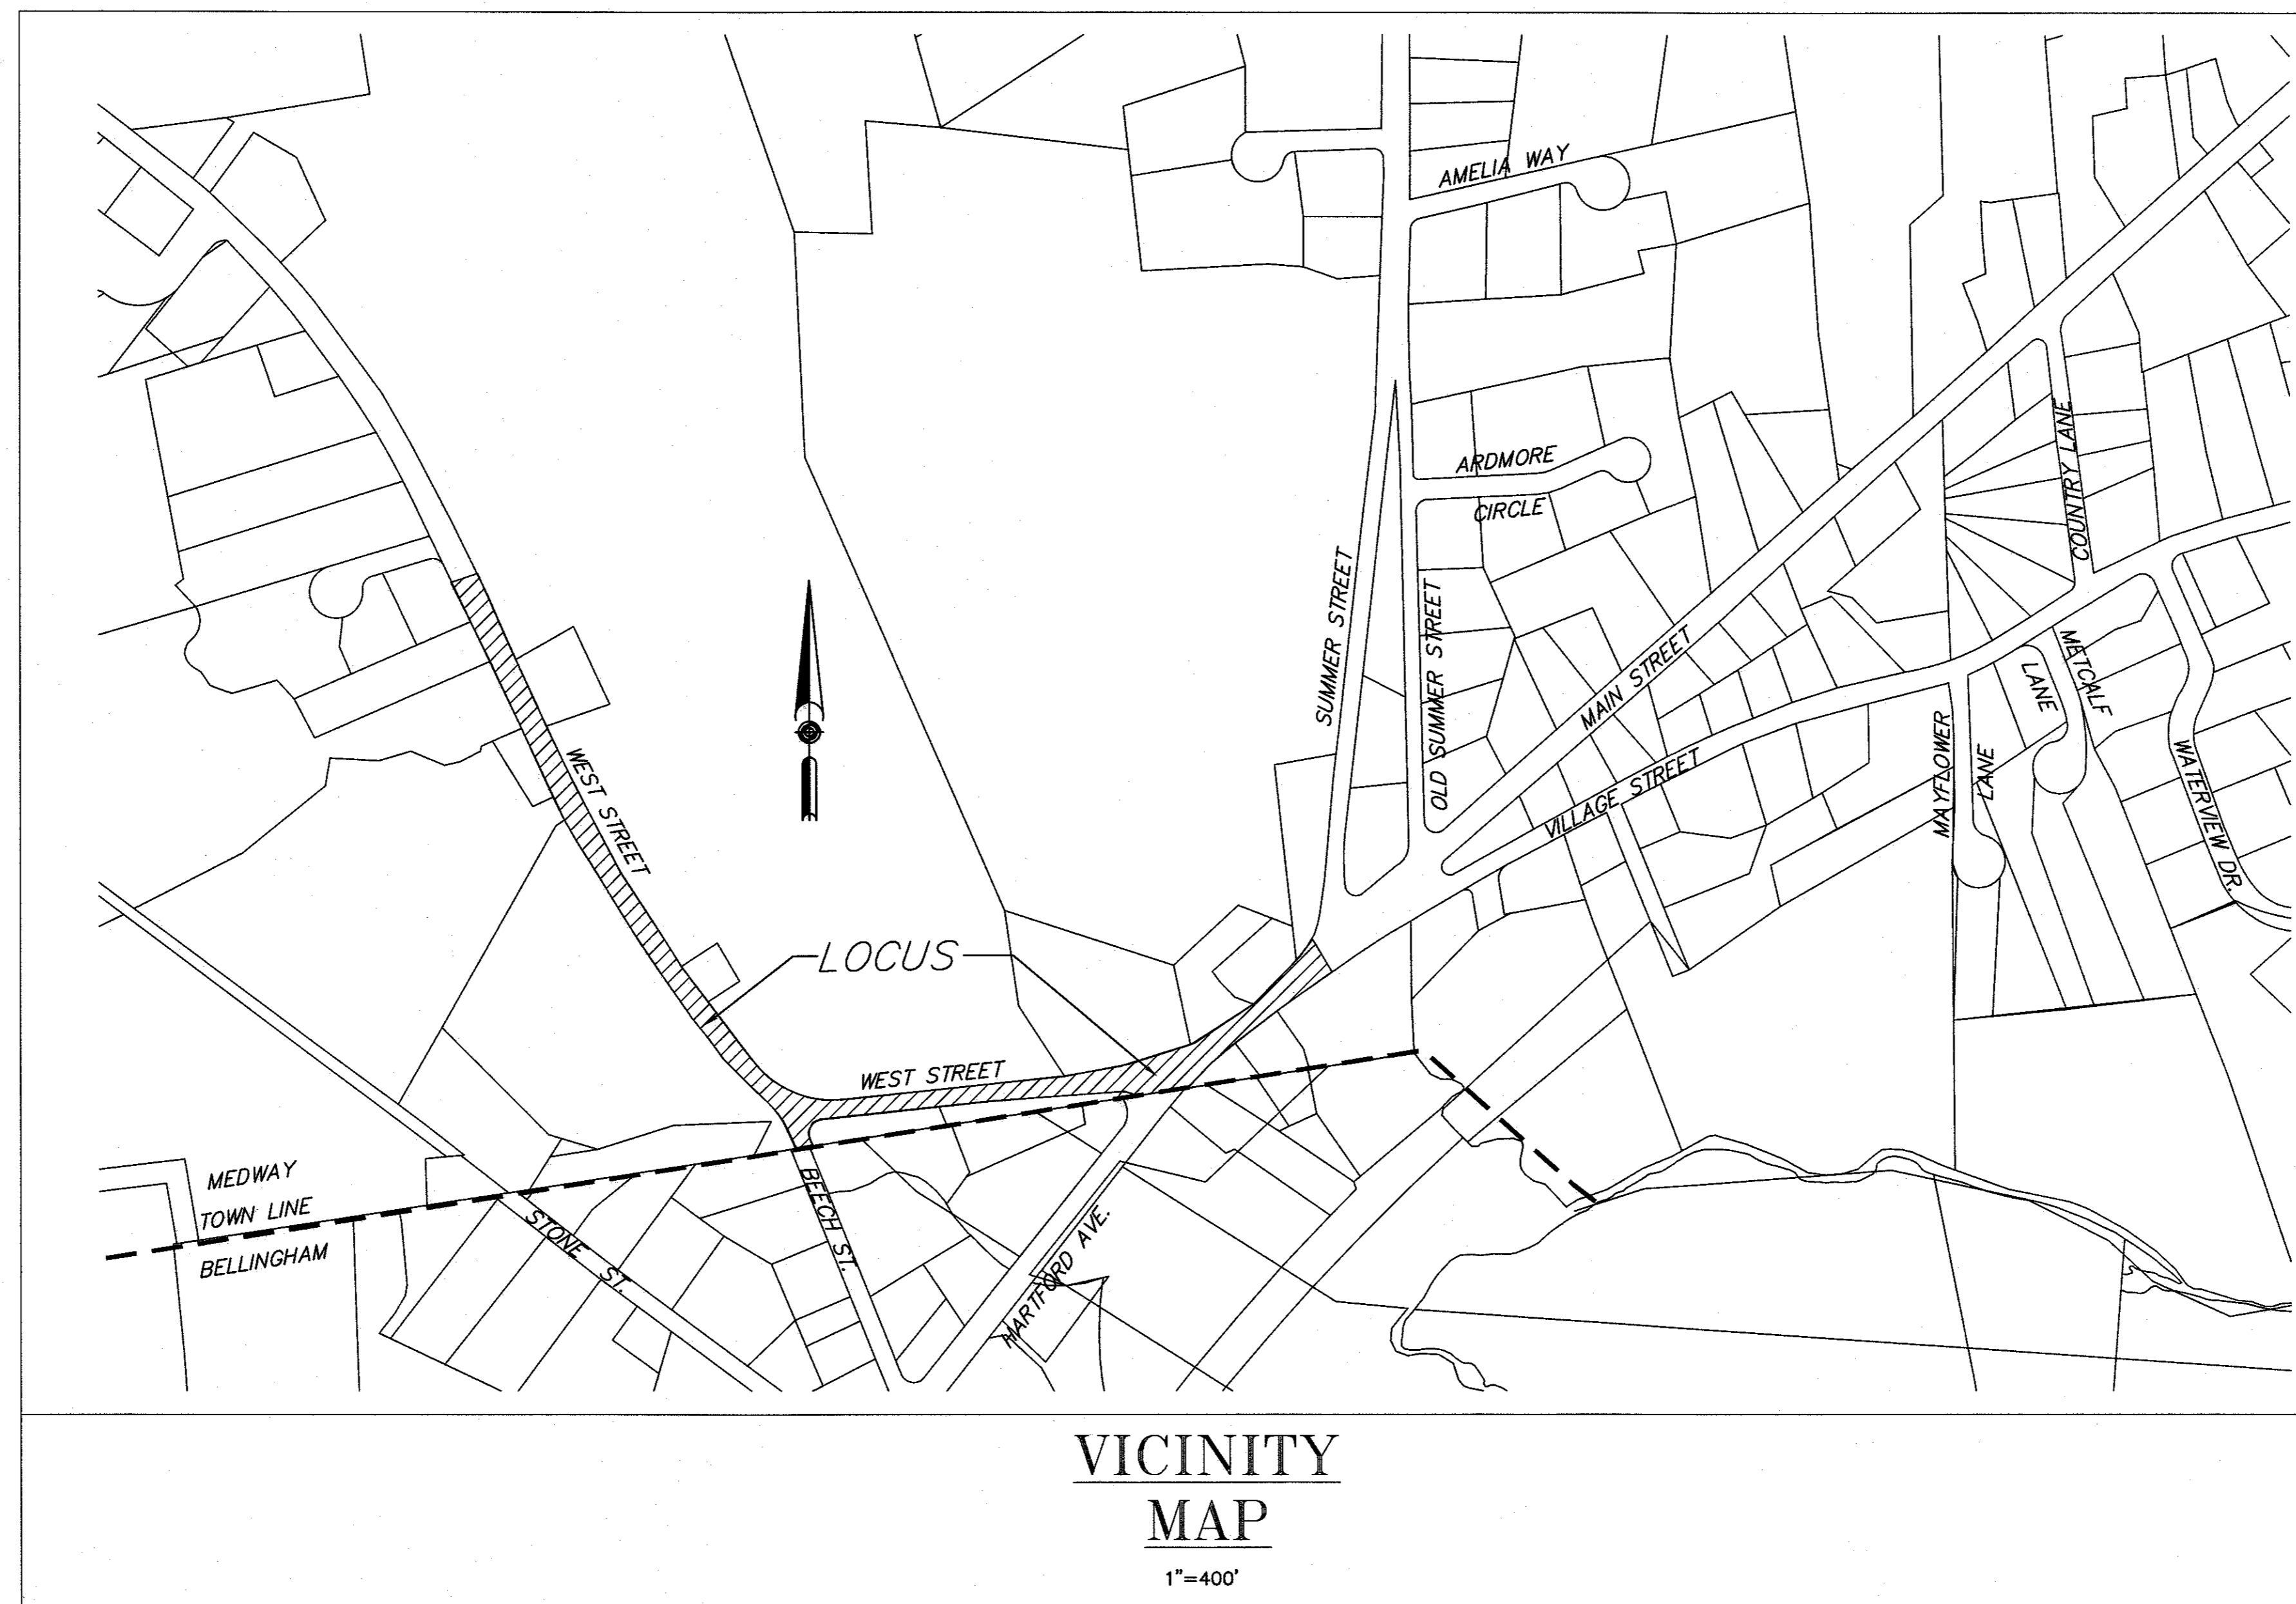 AMELIA WAY
ARDMORE
CIRCLE
COUNTRY LANE
SUMMER STREET
OLD SUMMER STREET
MAIN STREET
METCALF
LANE
VILLAGE STREET
MAYFLOWER
LANE
WATERVIEW DR.
WEST STREET
LOCUS
WEST STREET
MEDWAY
TOWN LINE
BELLINGHAM
STONE ST.
BEECH ST.
HARTFORD AVE.
VICINITY
MAP
1"=400'